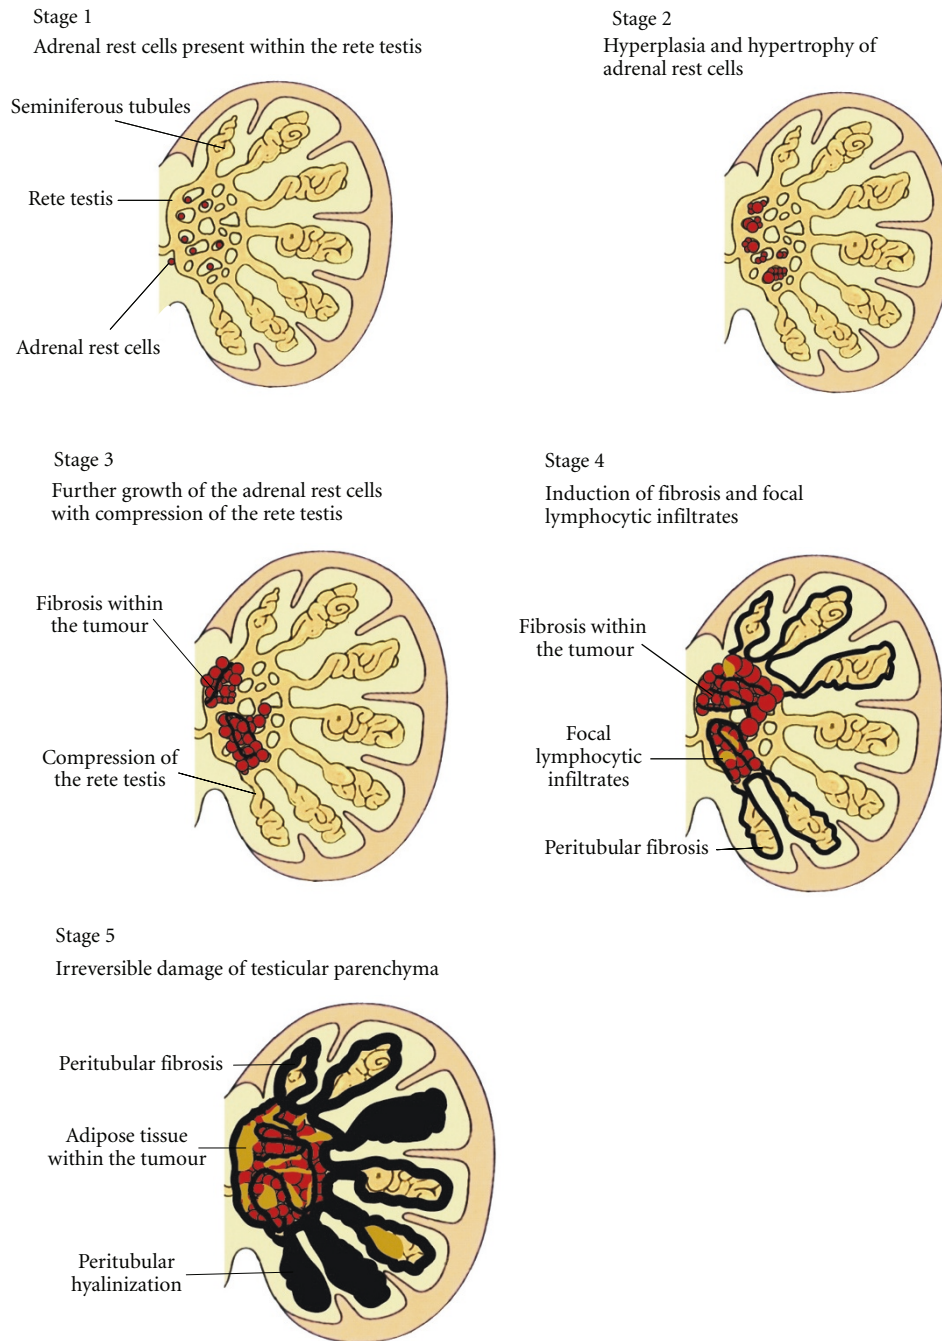 Stage 1
Adrenal rest cells present within the rete testis
Seminiferous tubules
Rete testis
Adrenal rest cells
Stage 2
Hyperplasia and hypertrophy of
adrenal rest cells
Stage 3
Further growth of the adrenal rest cells
with compression of the rete testis
Fibrosis within
the tumour
Compression of
the rete testis
Stage 4
Induction of fibrosis and focal
lymphocytic infiltrates
Fibrosis within
the tumour
Focal
lymphocytic
infiltrates
Peritubular fibrosis
Stage 5
Irreversible damage of testicular parenchyma
Peritubular fibrosis
Adipose tissue
within the tumour
Peritubular
hyalinization